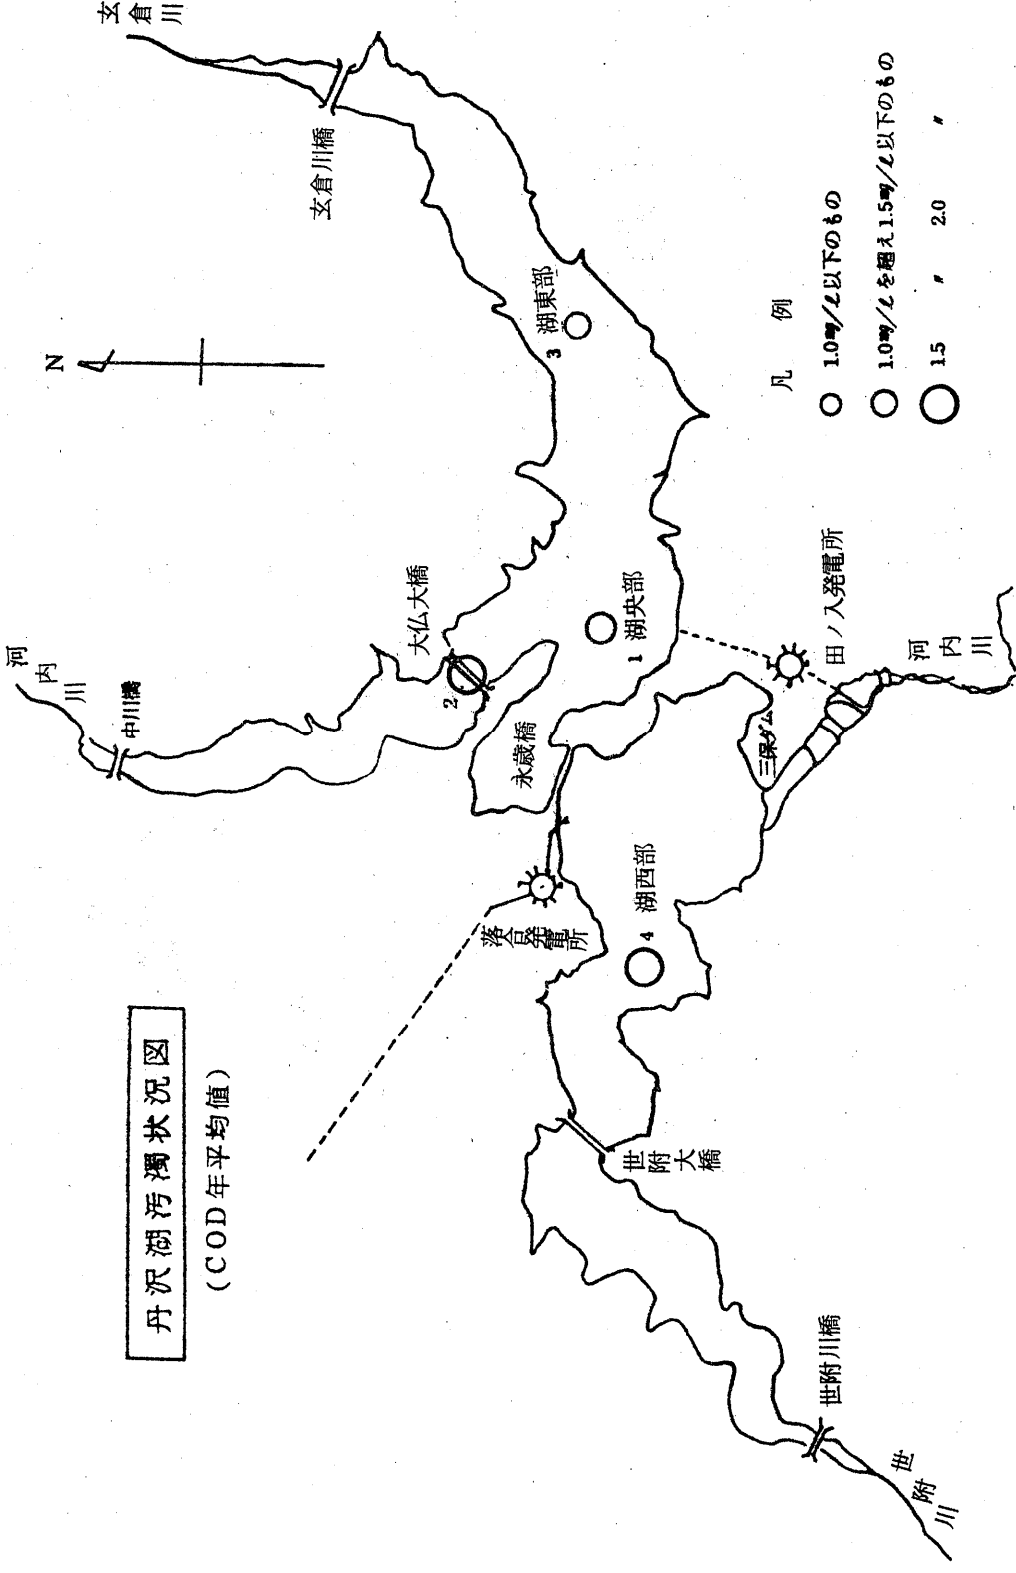 丹沢湖汚濁状況図
(COD年平均値)
N
玄倉川
玄倉川橋
湖東部
3
河内川
中川橋
大仏大橋
2
永歳橋
湖央部
1
落合発電所
湖西部
4
世附大橋
世附川橋
世附川
三保ダム
田ノ入発電所
河内川
凡 例
1.0㎎/ℓ以下のもの
1.0㎎/ℓを超え1.5㎎/ℓ以下のもの
1.5 〃 2.0 〃